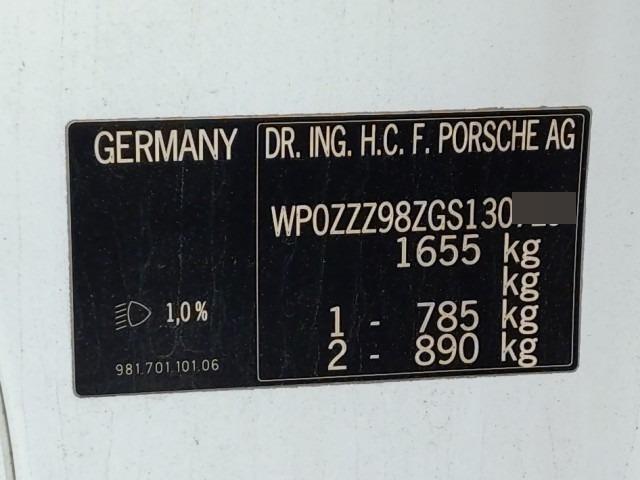 GERMANY
DR. ING. H.C. F. PORSCHE AG
WP0ZZZ98ZGS130
1655 kg
kg
1,0 %
1 - 785 kg
2 - 890 kg
981.701.101.06